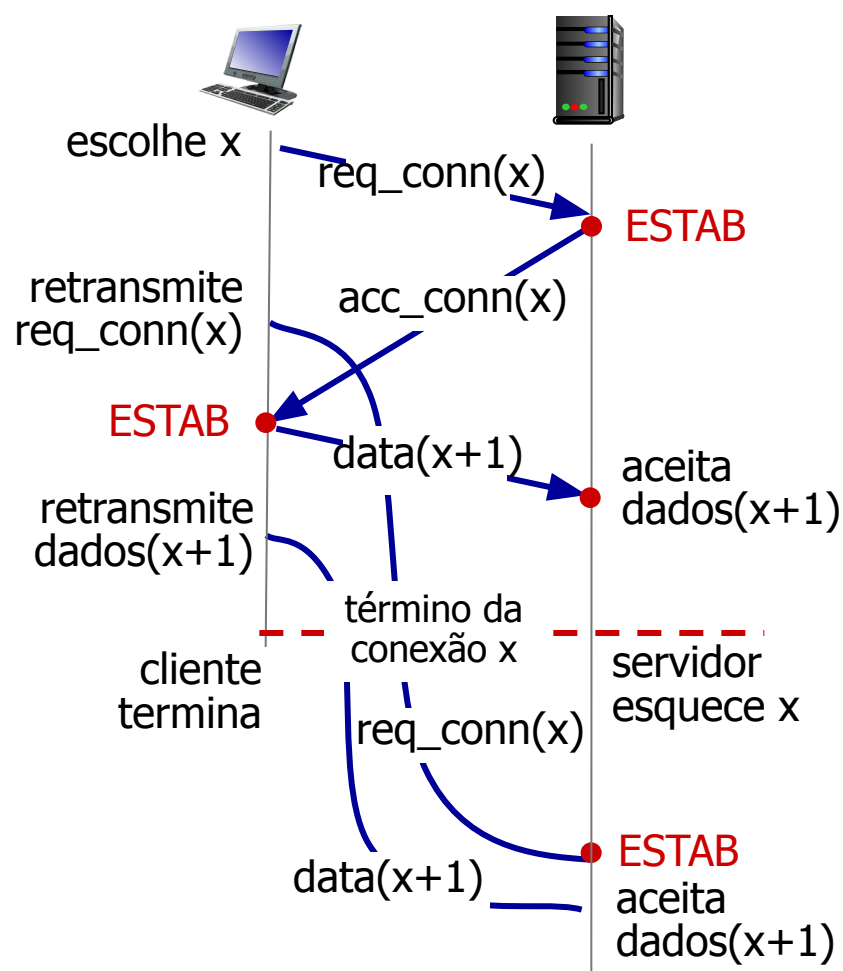 escolhe x
req_conn(x)
ESTAB
retransmite
req_conn(x)
acc_conn(x)
ESTAB
data(x+1)
aceita
dados(x+1)
retransmite
dados(x+1)
término da
conexão x
cliente
termina
servidor
esquece x
req_conn(x)
ESTAB
data(x+1)
aceita
dados(x+1)